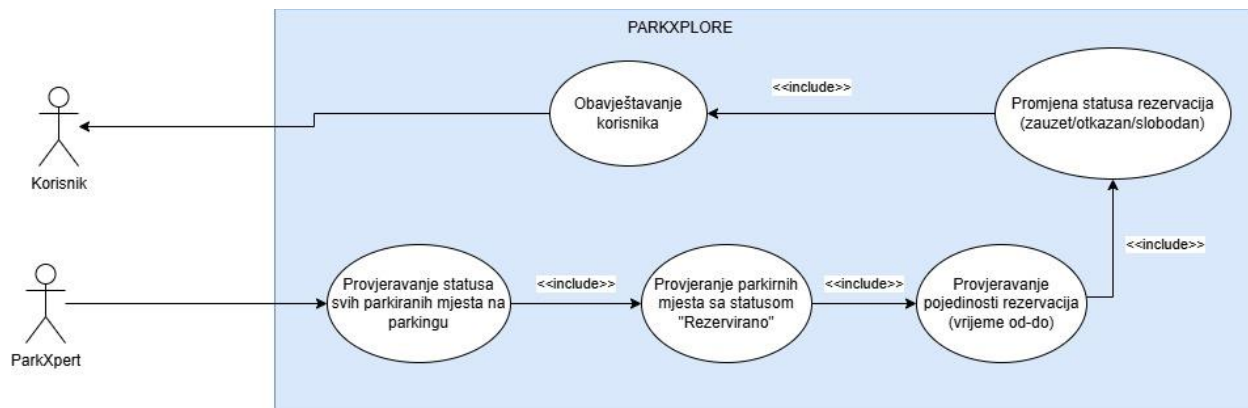 PARKXPLORE
Korisnik
Obavještavanje
korisnika
<<include>>
Promjena statusa rezervacija
(zauzet/otkazan/slobodan)
<<include>>
ParkXpert
Provjeravanje statusa
svih parkiranih mjesta na
parkingu
<<include>>
Provjeranje parkirnih
mjesta sa statusom
"Rezervirano"
<<include>>
Provjeravanje
pojedinosti rezervacija
(vrijeme od-do)